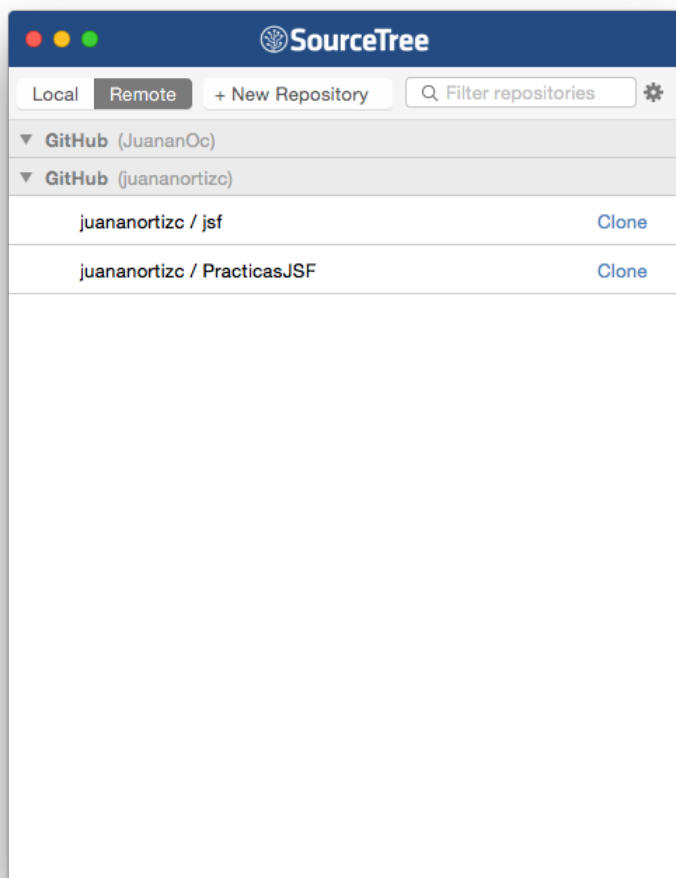 SourceTree
Local Remote + New Repository Filter repositories
GitHub (JuananOc)
GitHub (juananortizc)
juananortizc / jsf Clone
juananortizc / PracticasJSF Clone